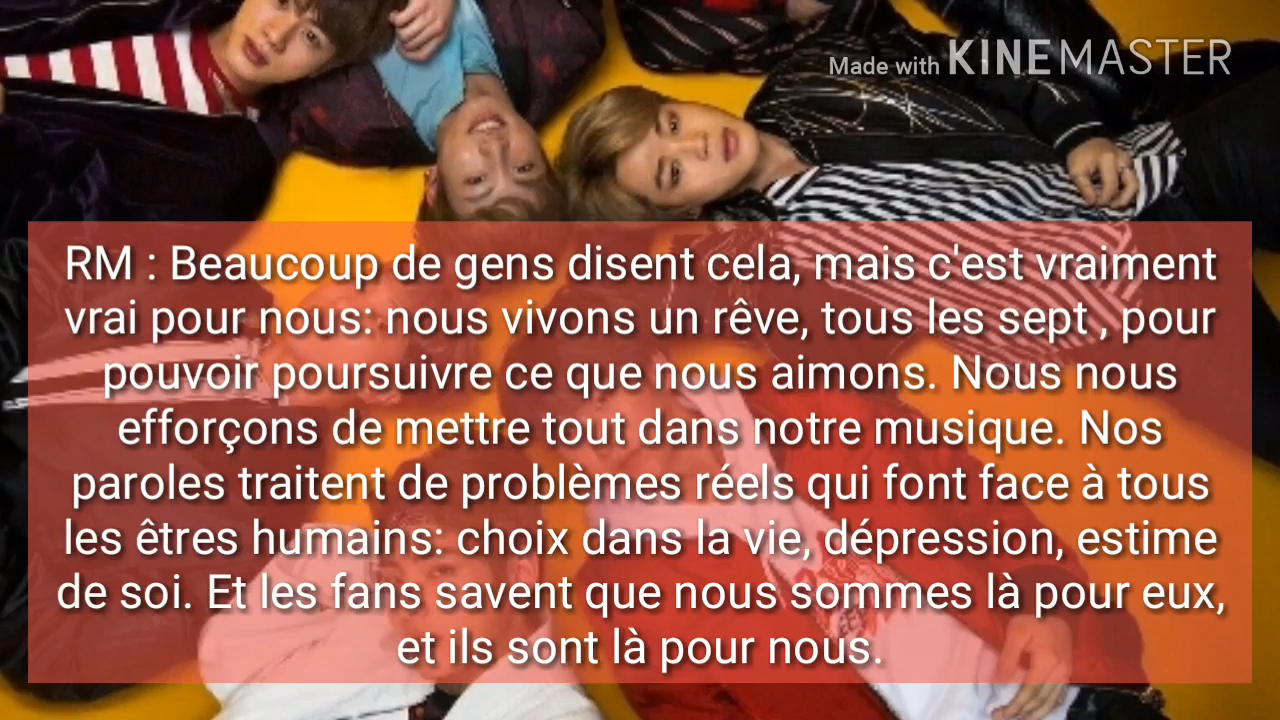 Made with KINEMASTER
RM : Beaucoup de gens disent cela, mais c'est vraiment
vrai pour nous: nous vivons un rêve, tous les sept , pour
pouvoir poursuivre ce que nous aimons. Nous nous
efforçons de mettre tout dans notre musique. Nos
paroles traitent de problèmes réels qui font face à tous
les êtres humains: choix dans la vie, dépression, estime
de soi. Et les fans savent que nous sommes là pour eux,
et ils sont là pour nous.